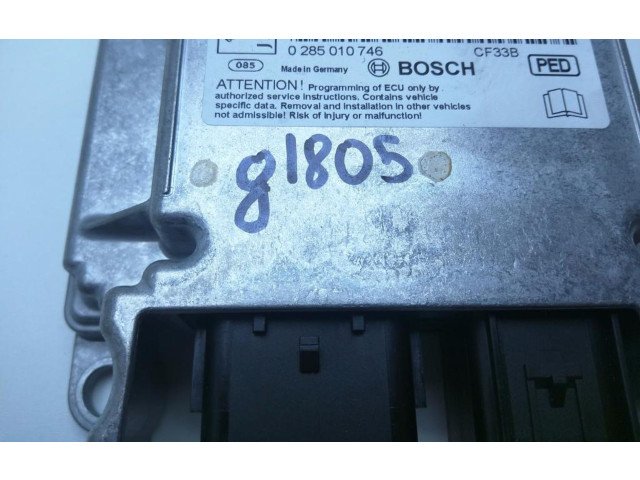 0 285 010 746 CF33B
085 Made in Germany BOSCH PED
ATTENTION ! Programming of ECU only by
authorized service instructions. Contains vehicle
specific data. Removal and installation in other vehicles
not admissible! Risk of injury or malfunction!
g1805